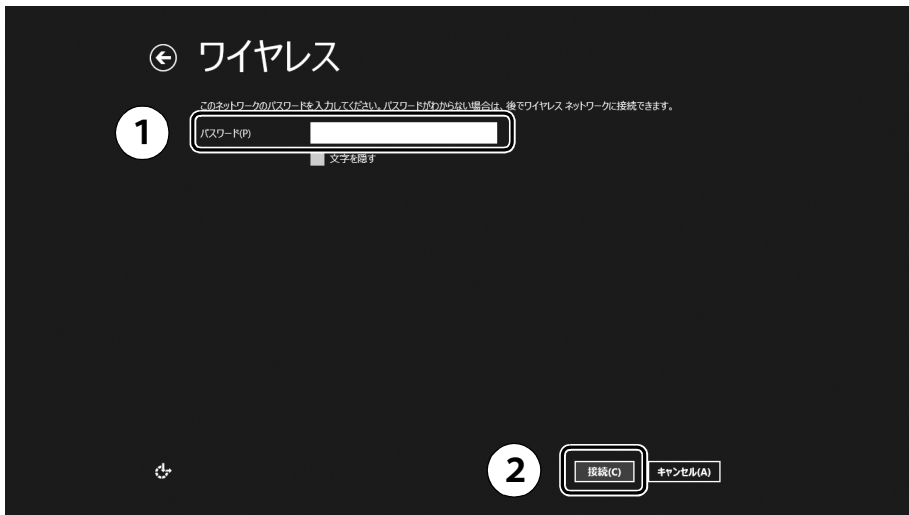 ワイヤレス
このネットワークのパスワードを入力してください。パスワードがわからない場合は、後でワイヤレス ネットワークに接続できます。
1
パスワード(P)
文字を隠す
2
接続(C)
キャンセル(A)